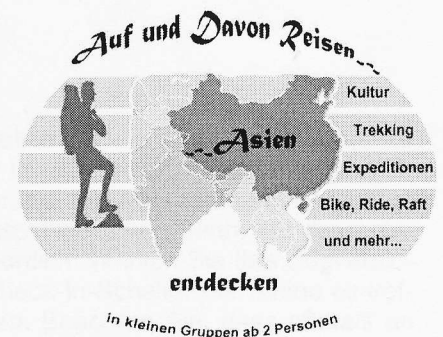 Auf und Davon Reisen...
Kultur
Trekking
...Asien
Expeditionen
Bike, Ride, Raft
und mehr...
entdecken
in kleinen Gruppen ab 2 Personen